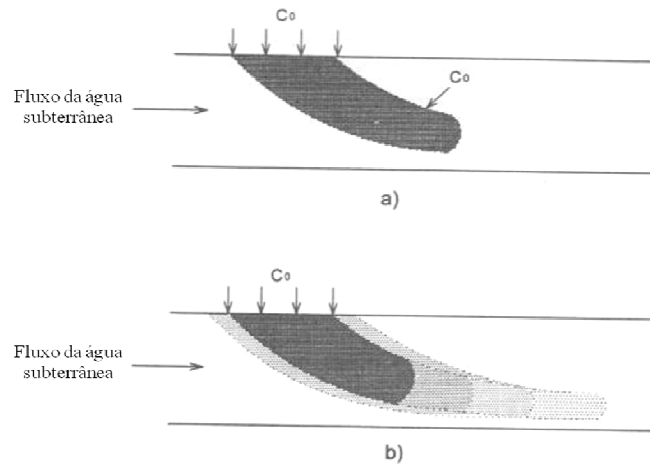 C₀
C₀
Fluxo da água
subterrânea
a)
C₀
Fluxo da água
subterrânea
b)